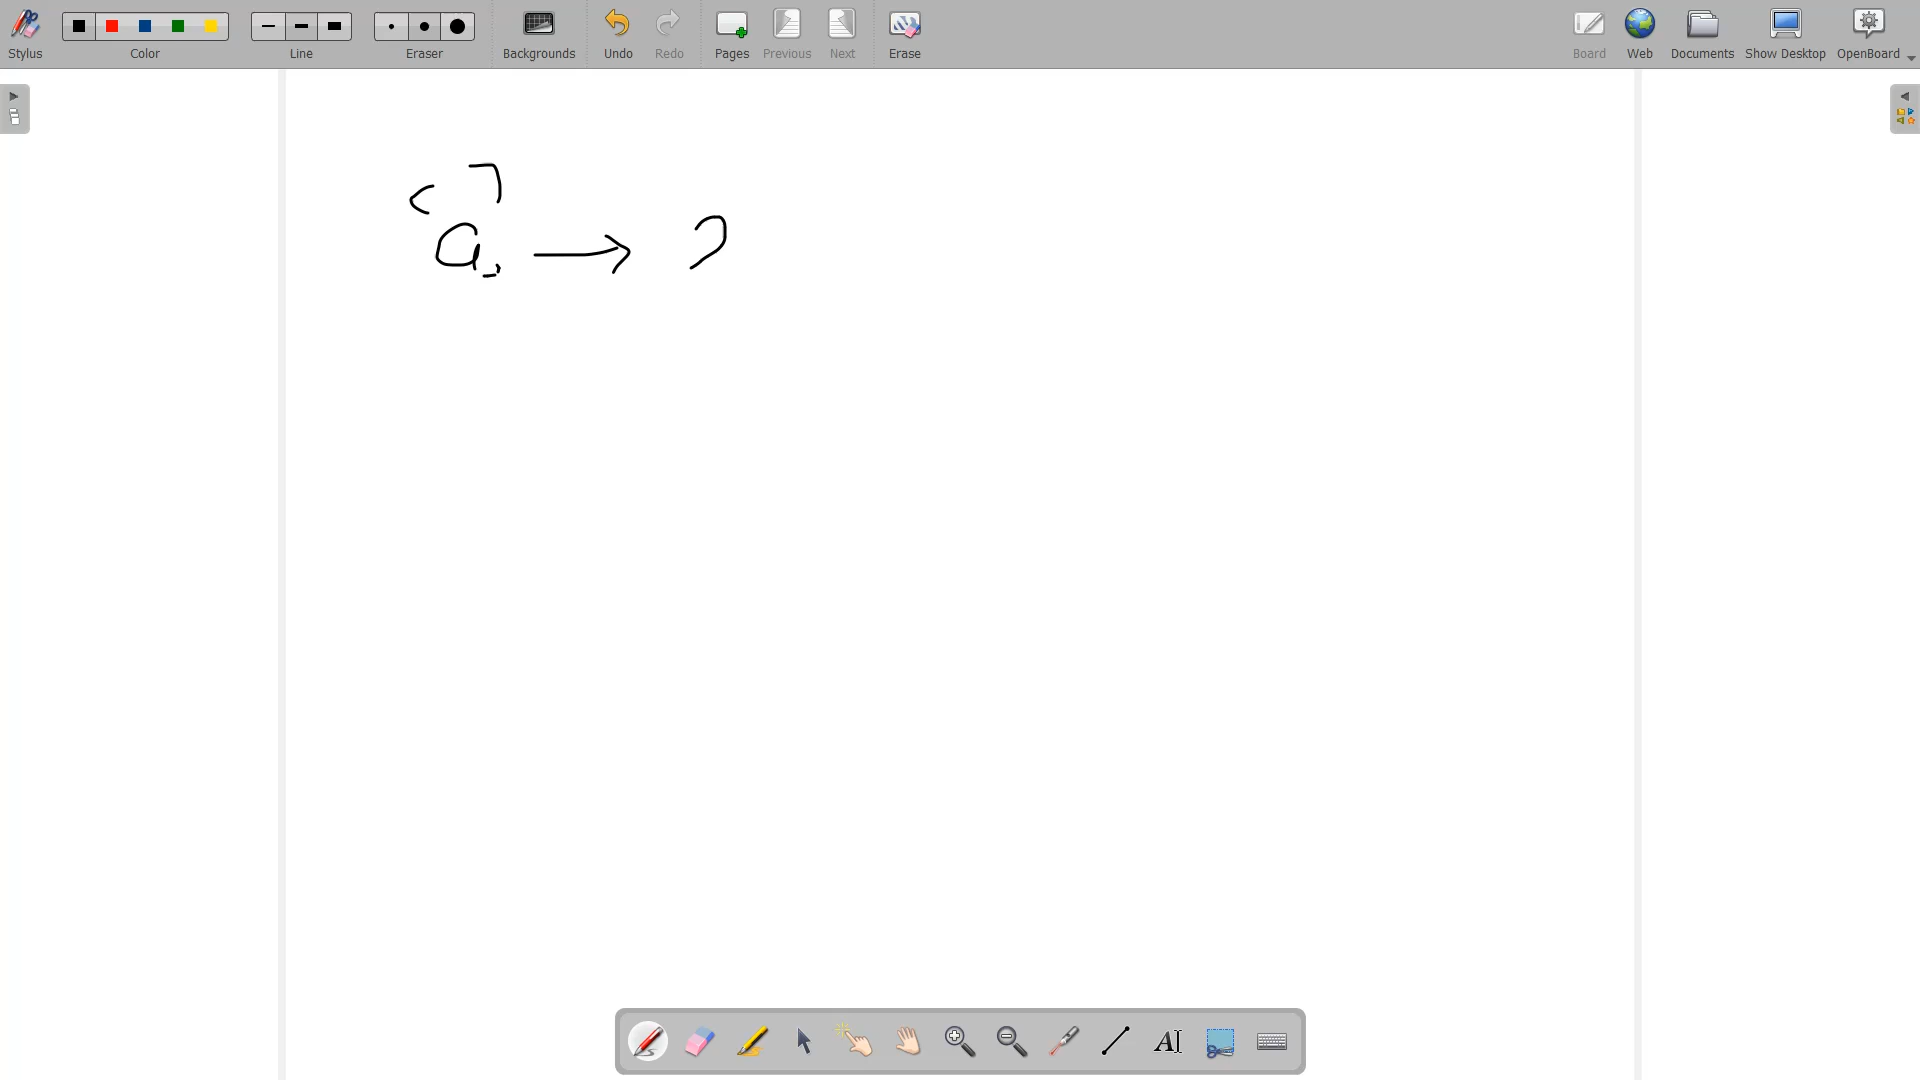 Stylus Color Line Eraser Backgrounds Undo Redo Pages Previous Next Erase Board Web Documents Show Desktop OpenBoard
a →
A